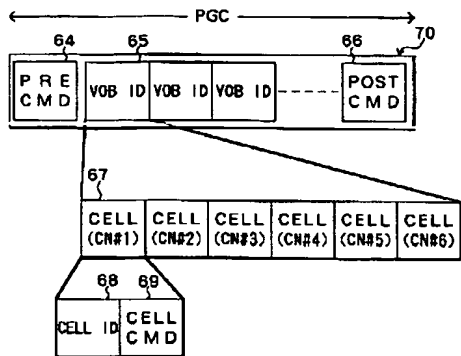 PGC
64
65
66
70
PRE CMD
VOB ID
VOB ID
VOB ID
POST CMD
67
CELL (CN#1)
CELL (CN#2)
CELL (CN#3)
CELL (CN#4)
CELL (CN#5)
CELL (CN#6)
68
69
CELL ID
CELL CMD